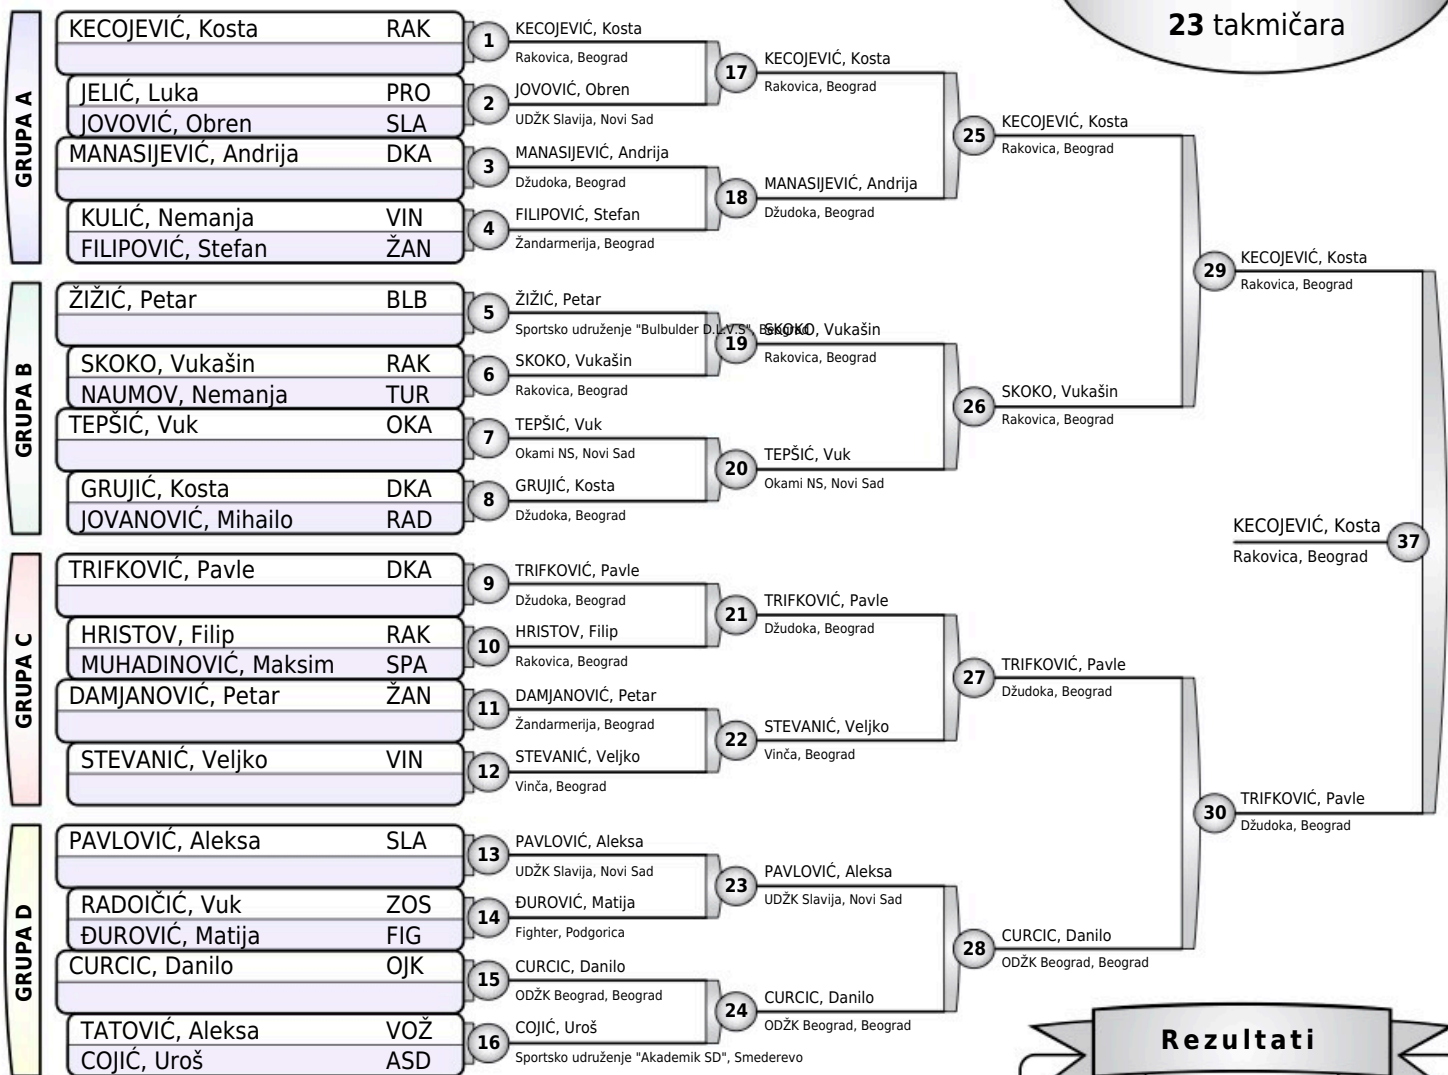 23 takmičara
GRUPA A
KECOJEVIĆ, Kosta RAK
JELIĆ, Luka PRO
JOVOVIĆ, Obren SLA
MANASIJEVIĆ, Andrija DKA
KULIĆ, Nemanja VIN
FILIPOVIĆ, Stefan ŽAN
GRUPA B
ŽIŽIĆ, Petar BLB
SKOKO, Vukašin RAK
NAUMOV, Nemanja TUR
TEPŠIĆ, Vuk OKA
GRUJIĆ, Kosta DKA
JOVANOVIĆ, Mihailo RAD
GRUPA C
TRIFKOVIĆ, Pavle DKA
HRISTOV, Filip RAK
MUHADINOVIĆ, Maksim SPA
DAMJANOVIĆ, Petar ŽAN
STEVANIĆ, Veljko VIN
GRUPA D
PAVLOVIĆ, Aleksa SLA
RADOIČIĆ, Vuk ZOS
ĐUROVIĆ, Matija FIG
CURCIC, Danilo OJK
TATOVIĆ, Aleksa VOŽ
COJIĆ, Uroš ASD
1 KECOJEVIĆ, Kosta
Rakovica, Beograd
2 JOVOVIĆ, Obren
UDŽK Slavija, Novi Sad
3 MANASIJEVIĆ, Andrija
Džudoka, Beograd
4 FILIPOVIĆ, Stefan
Žandarmerija, Beograd
5 ŽIŽIĆ, Petar
Sportsko udruženje "Bulbulder D.L.V.S", Beograd
6 SKOKO, Vukašin
Rakovica, Beograd
7 TEPŠIĆ, Vuk
Okami NS, Novi Sad
8 GRUJIĆ, Kosta
Džudoka, Beograd
9 TRIFKOVIĆ, Pavle
Džudoka, Beograd
10 HRISTOV, Filip
Rakovica, Beograd
11 DAMJANOVIĆ, Petar
Žandarmerija, Beograd
12 STEVANIĆ, Veljko
Vinča, Beograd
13 PAVLOVIĆ, Aleksa
UDŽK Slavija, Novi Sad
14 ĐUROVIĆ, Matija
Fighter, Podgorica
15 CURCIC, Danilo
ODŽK Beograd, Beograd
16 COJIĆ, Uroš
Sportsko udruženje "Akademik SD", Smederevo
17 KECOJEVIĆ, Kosta
Rakovica, Beograd
18 MANASIJEVIĆ, Andrija
Džudoka, Beograd
19 SKOKO, Vukašin
Rakovica, Beograd
20 TEPŠIĆ, Vuk
Okami NS, Novi Sad
21 TRIFKOVIĆ, Pavle
Džudoka, Beograd
22 STEVANIĆ, Veljko
Vinča, Beograd
23 PAVLOVIĆ, Aleksa
UDŽK Slavija, Novi Sad
24 CURCIC, Danilo
ODŽK Beograd, Beograd
25 KECOJEVIĆ, Kosta
Rakovica, Beograd
26 SKOKO, Vukašin
Rakovica, Beograd
27 TRIFKOVIĆ, Pavle
Džudoka, Beograd
28 CURCIC, Danilo
ODŽK Beograd, Beograd
29 KECOJEVIĆ, Kosta
Rakovica, Beograd
30 TRIFKOVIĆ, Pavle
Džudoka, Beograd
KECOJEVIĆ, Kosta 37
Rakovica, Beograd
Rezultati